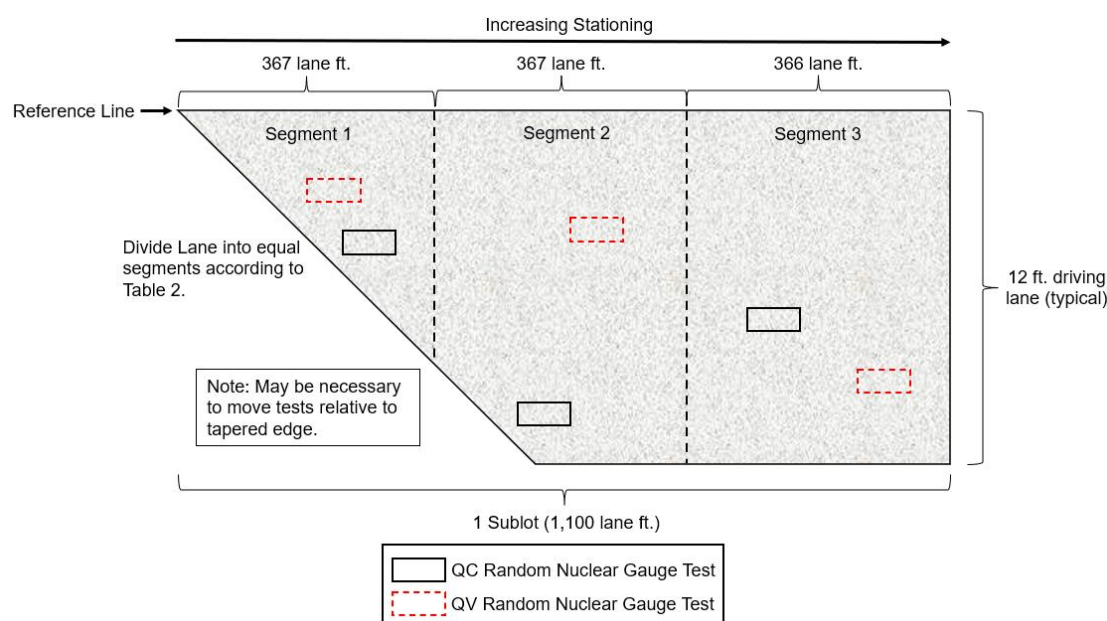 Increasing Stationing
367 lane ft.
367 lane ft.
366 lane ft.
Reference Line
Segment 1
Segment 2
Segment 3
Divide Lane into equal
segments according to
Table 2.
12 ft. driving
lane (typical)
Note: May be necessary
to move tests relative to
tapered edge.
1 Sublot (1,100 lane ft.)
QC Random Nuclear Gauge Test
QV Random Nuclear Gauge Test